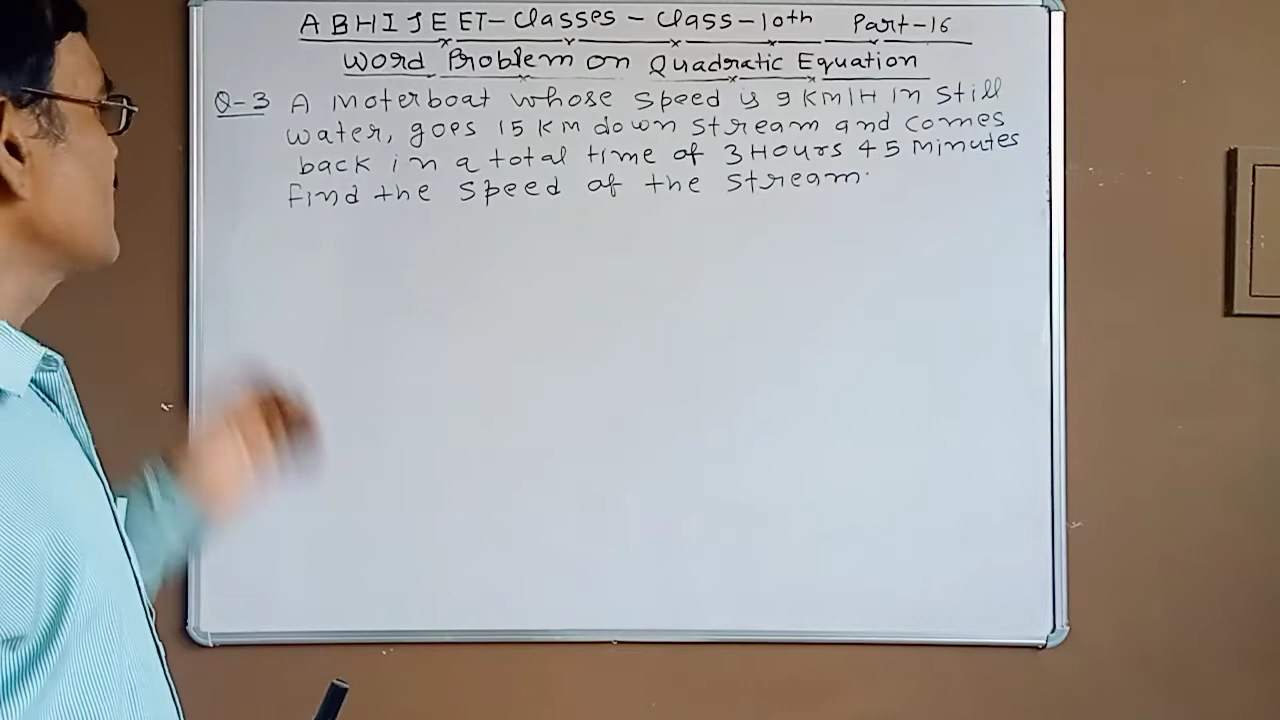 ABHIJEET-Classes-Class-10th Part-16
Word Problem on Quadratic Equation
Q-3 A moterboat whose speed is 9 KM/H in still
water, goes 15 KM down stream and comes
back in a total time of 3 Hours 45 Minutes
find the speed of the stream.